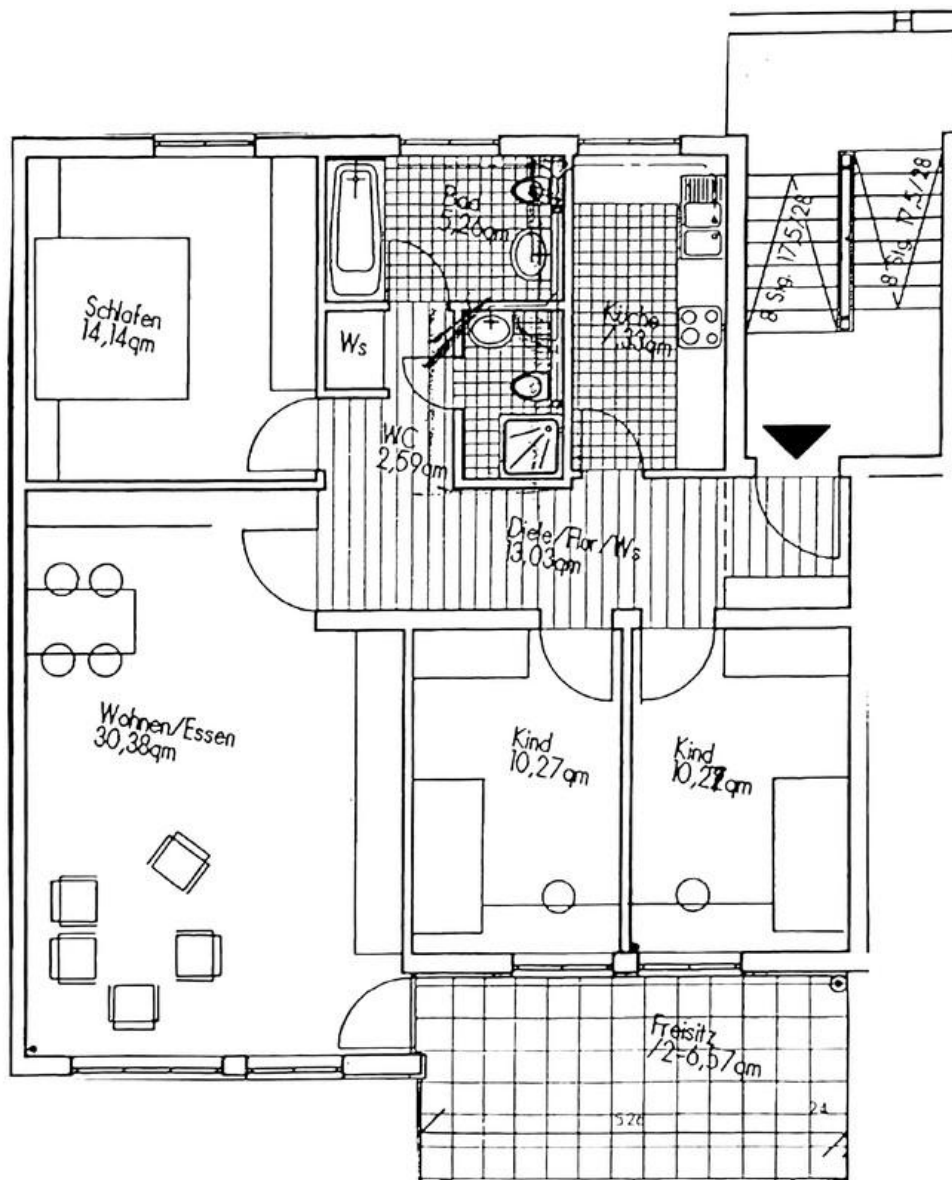 Schlafen
14,14qm
Bad
5,26qm
Ws
WC
2,59qm
Küche
7,33qm
8 Stg. 17,5/28
8 Stg. 17,5/28
Diele/Flur/Ws
13,03qm
Wohnen/Essen
30,38qm
Kind
10,27qm
Kind
Freisitz
/2=6,57qm